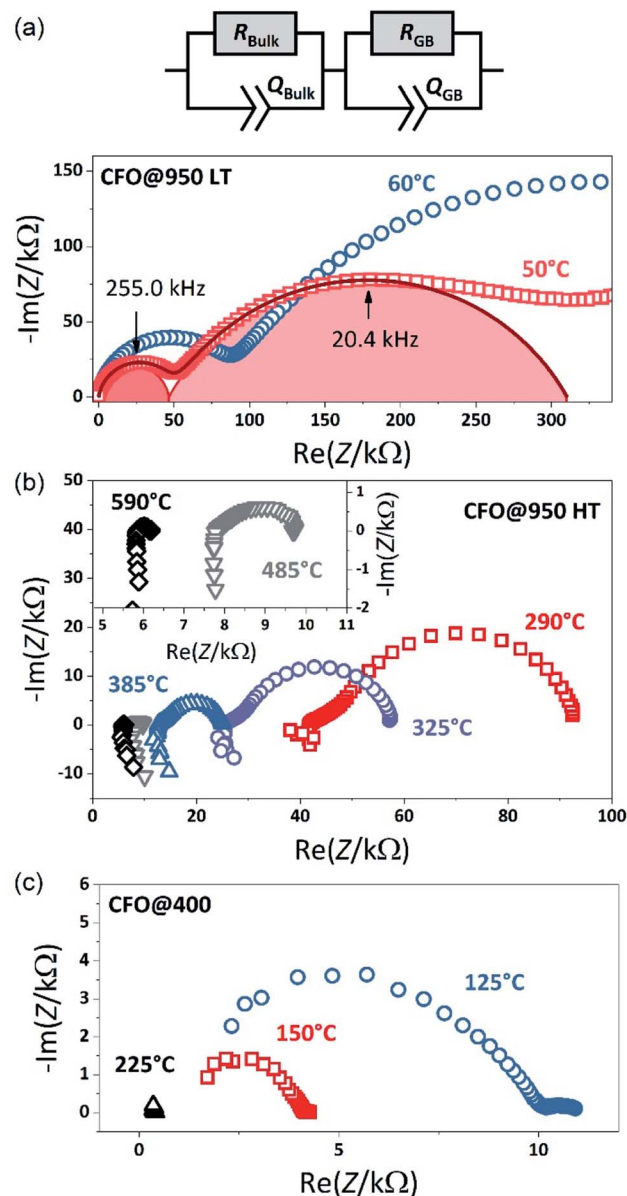 (a)
R_Bulk R_GB
Q_Bulk Q_GB
150
CFO@950 LT
60°C
100
255.0 kHz
50°C
50
20.4 kHz
0
-Im(Z/kΩ)
0 50 100 150 200 250 300
Re(Z/kΩ)
(b)
50
590°C
1
CFO@950 HT
40
0
30
485°C
-1
-Im(Z/kΩ)
20
-2
5 6 7 8 9 10 11
Re(Z/kΩ)
290°C
10
385°C
0
325°C
-10
-Im(Z/kΩ)
0 20 40 60 80 100
Re(Z/kΩ)
(c)
6
CFO@400
5
4
125°C
3
2
150°C
225°C
1
0
-Im(Z/kΩ)
0 5 10
Re(Z/kΩ)